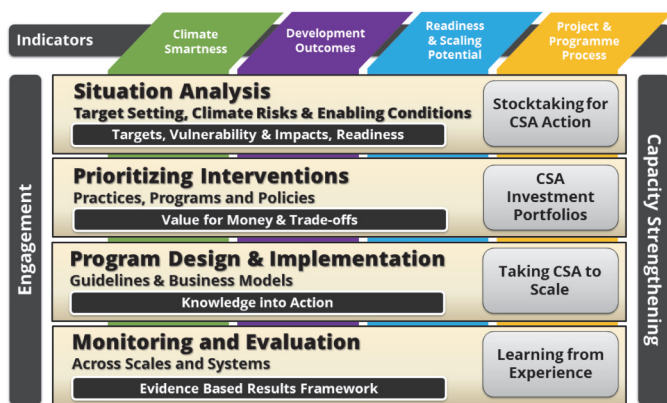 Indicators
Climate
Smartness
Development
Outcomes
Readiness
& Scaling
Potential
Project &
Programme
Process
Engagement
Situation Analysis
Target Setting, Climate Risks & Enabling Conditions
Targets, Vulnerability & Impacts, Readiness
Stocktaking for
CSA Action
Prioritizing Interventions
Practices, Programs and Policies
Value for Money & Trade-offs
CSA
Investment
Portfolios
Program Design & Implementation
Guidelines & Business Models
Knowledge into Action
Taking CSA to
Scale
Monitoring and Evaluation
Across Scales and Systems
Evidence Based Results Framework
Learning from
Experience
Capacity Strengthening